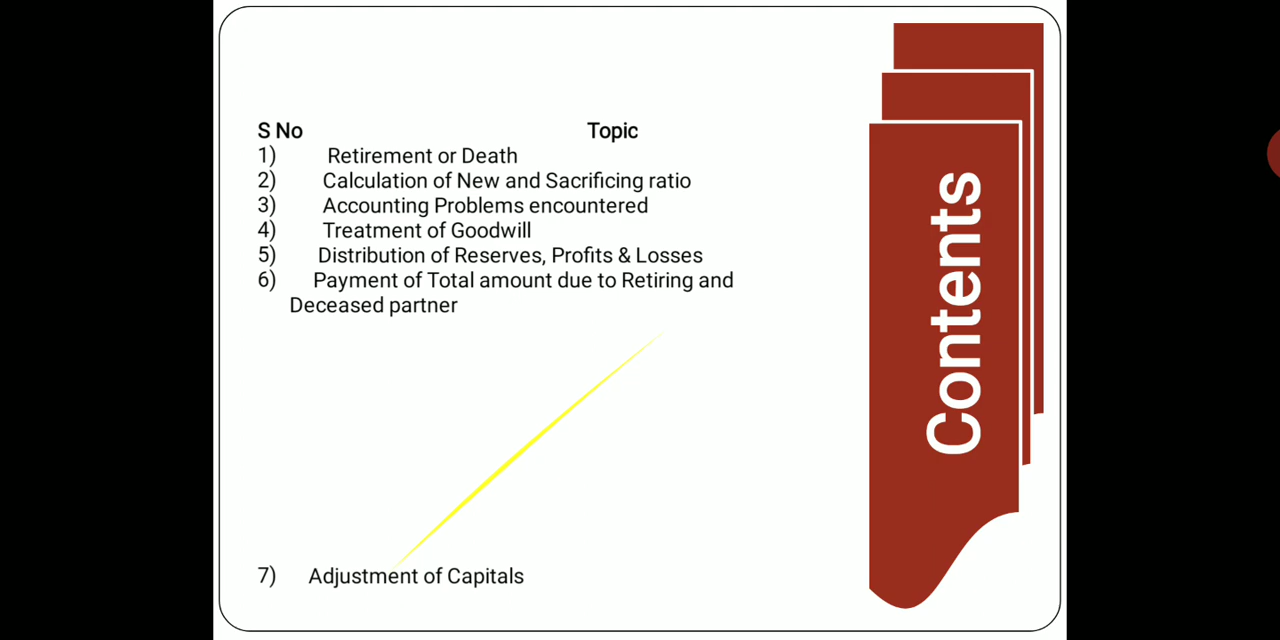 S No Topic
1) Retirement or Death
2) Calculation of New and Sacrificing ratio
3) Accounting Problems encountered
4) Treatment of Goodwill
5) Distribution of Reserves, Profits & Losses
6) Payment of Total amount due to Retiring and
Deceased partner
7) Adjustment of Capitals
Contents